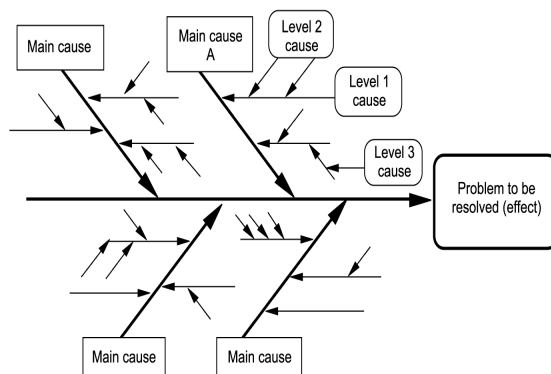 Main cause
Main cause
A
Level 2
cause
Level 1
cause
Level 3
cause
Problem to be
resolved (effect)
Main cause
Main cause